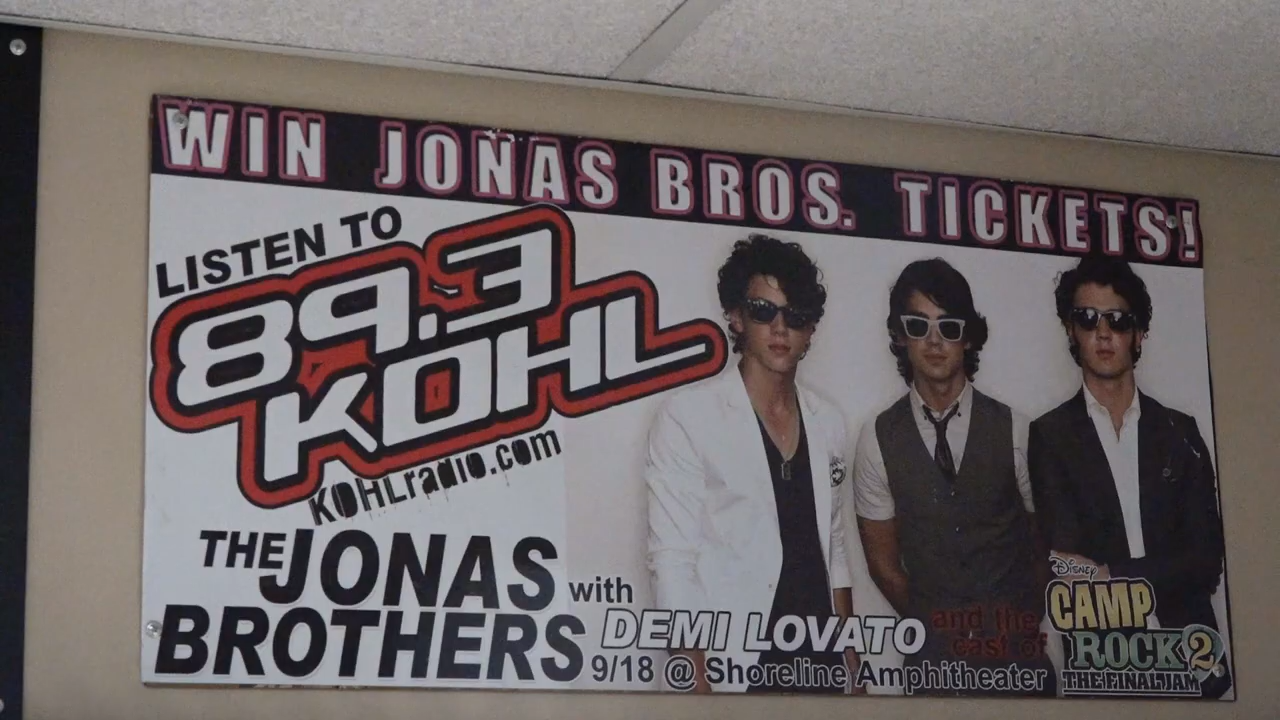 WIN JONAS BROS. TICKETS!
LISTEN TO
89.3
KOHL
KOHLradio.com
THE JONAS
BROTHERS
with
DEMI LOVATO
and the
cast of
9/18 @ Shoreline Amphitheater
Disney
CAMP
ROCK 2
THE FINAL JAM